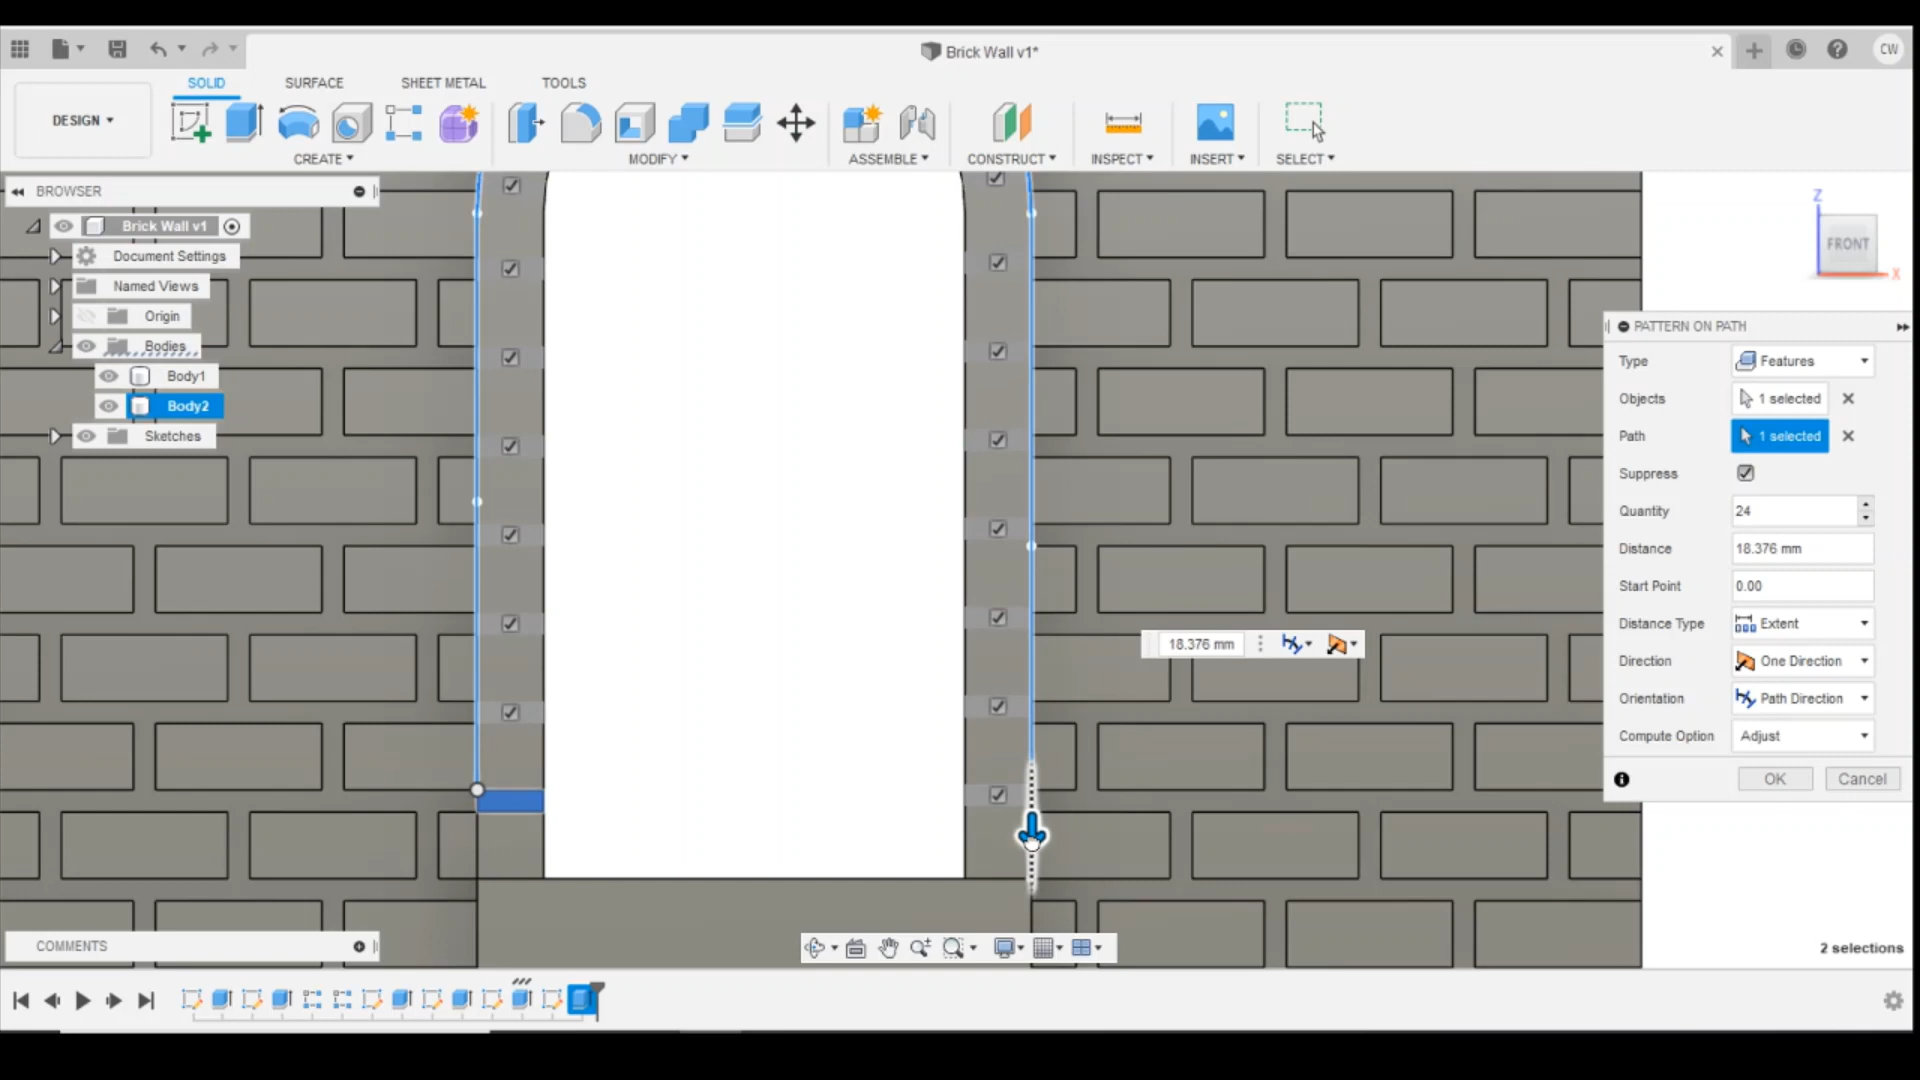 Brick Wall v1*
CW
SOLID
SURFACE
SHEET METAL
TOOLS
DESIGN
CREATE
MODIFY
ASSEMBLE
CONSTRUCT
INSPECT
INSERT
SELECT
BROWSER
Brick Wall v1
Document Settings
Named Views
Origin
Bodies
Body1
Body2
Sketches
Z
FRONT
X
PATTERN ON PATH
Type Features
Objects 1 selected
Path 1 selected
Suppress
Quantity 24
Distance 18.376 mm
Start Point 0.00
Distance Type Extent
Direction One Direction
Orientation Path Direction
Compute Option Adjust
OK Cancel
18.376 mm
COMMENTS
2 selections